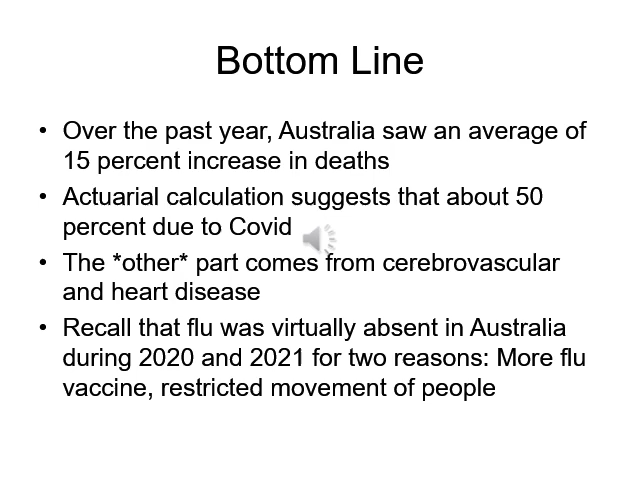 Bottom Line
• Over the past year, Australia saw an average of
15 percent increase in deaths
• Actuarial calculation suggests that about 50
percent due to Covid
• The *other* part comes from cerebrovascular
and heart disease
• Recall that flu was virtually absent in Australia
during 2020 and 2021 for two reasons: More flu
vaccine, restricted movement of people